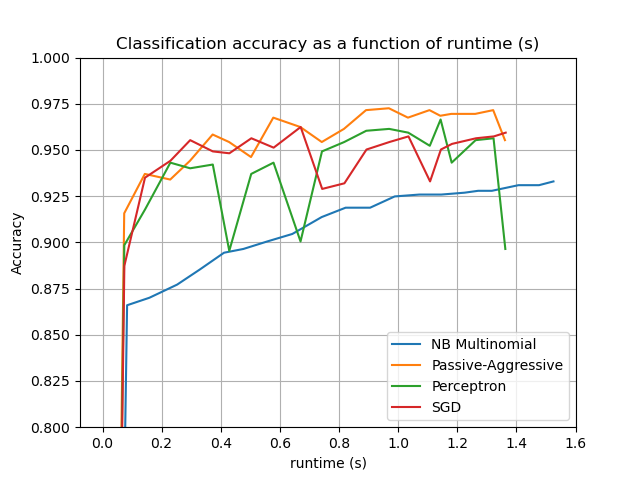 Classification accuracy as a function of runtime (s)
1.000
0.975
0.950
0.925
0.900
0.875
0.850
0.825
0.800
Accuracy
NB Multinomial
Passive-Aggressive
Perceptron
SGD
0.0 0.2 0.4 0.6 0.8 1.0 1.2 1.4 1.6
runtime (s)